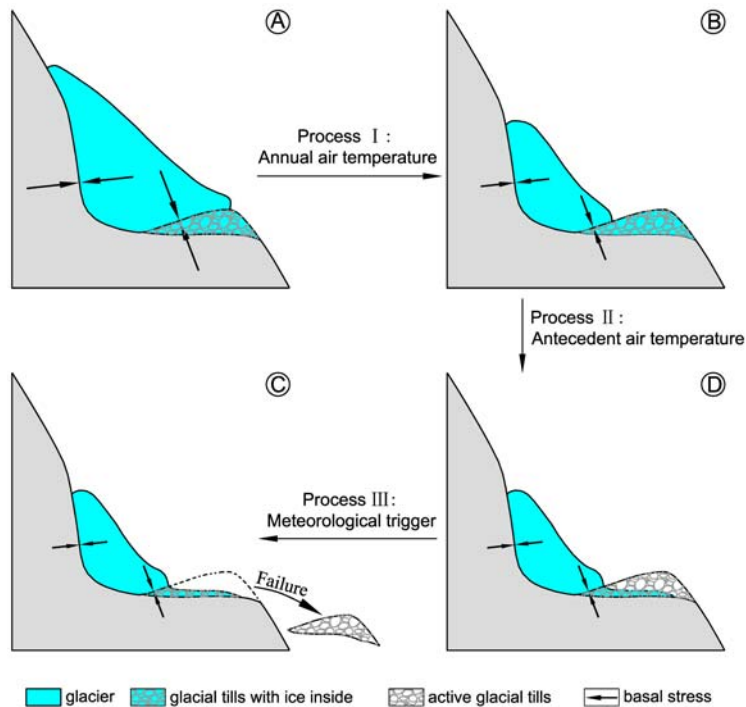 A
B
Process Ⅰ:
Annual air temperature
Process Ⅱ:
Antecedent air temperature
C
D
Process Ⅲ:
Meteorological trigger
Failure
glacier
glacial tills with ice inside
active glacial tills
basal stress